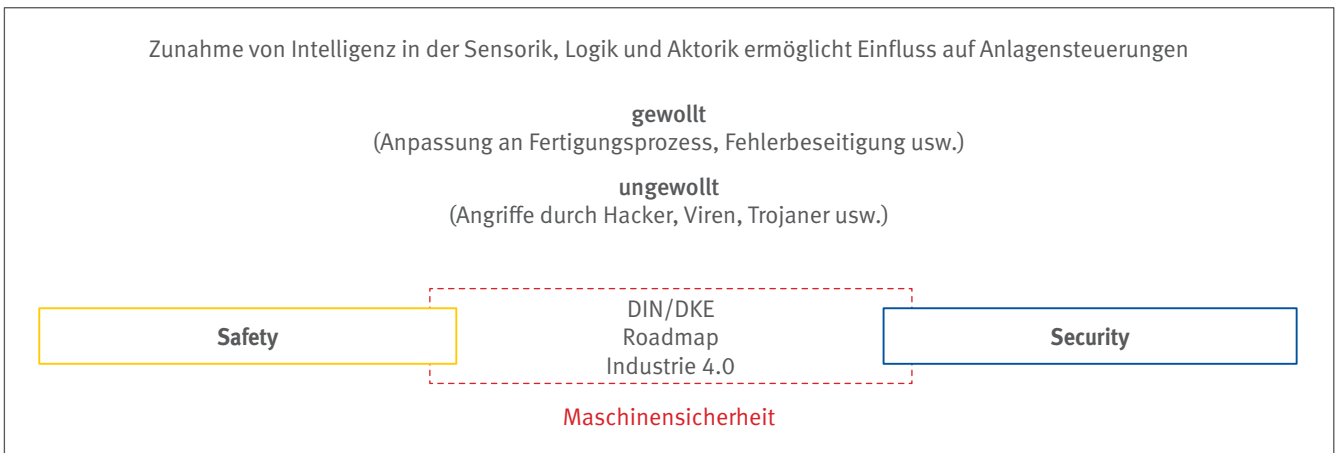 Zunahme von Intelligenz in der Sensorik, Logik und Aktorik ermöglicht Einfluss auf Anlagensteuerungen
gewollt
(Anpassung an Fertigungsprozess, Fehlerbeseitigung usw.)
ungewollt
(Angriffe durch Hacker, Viren, Trojaner usw.)
DIN/DKE
Safety Roadmap Security
Industrie 4.0
Maschinensicherheit